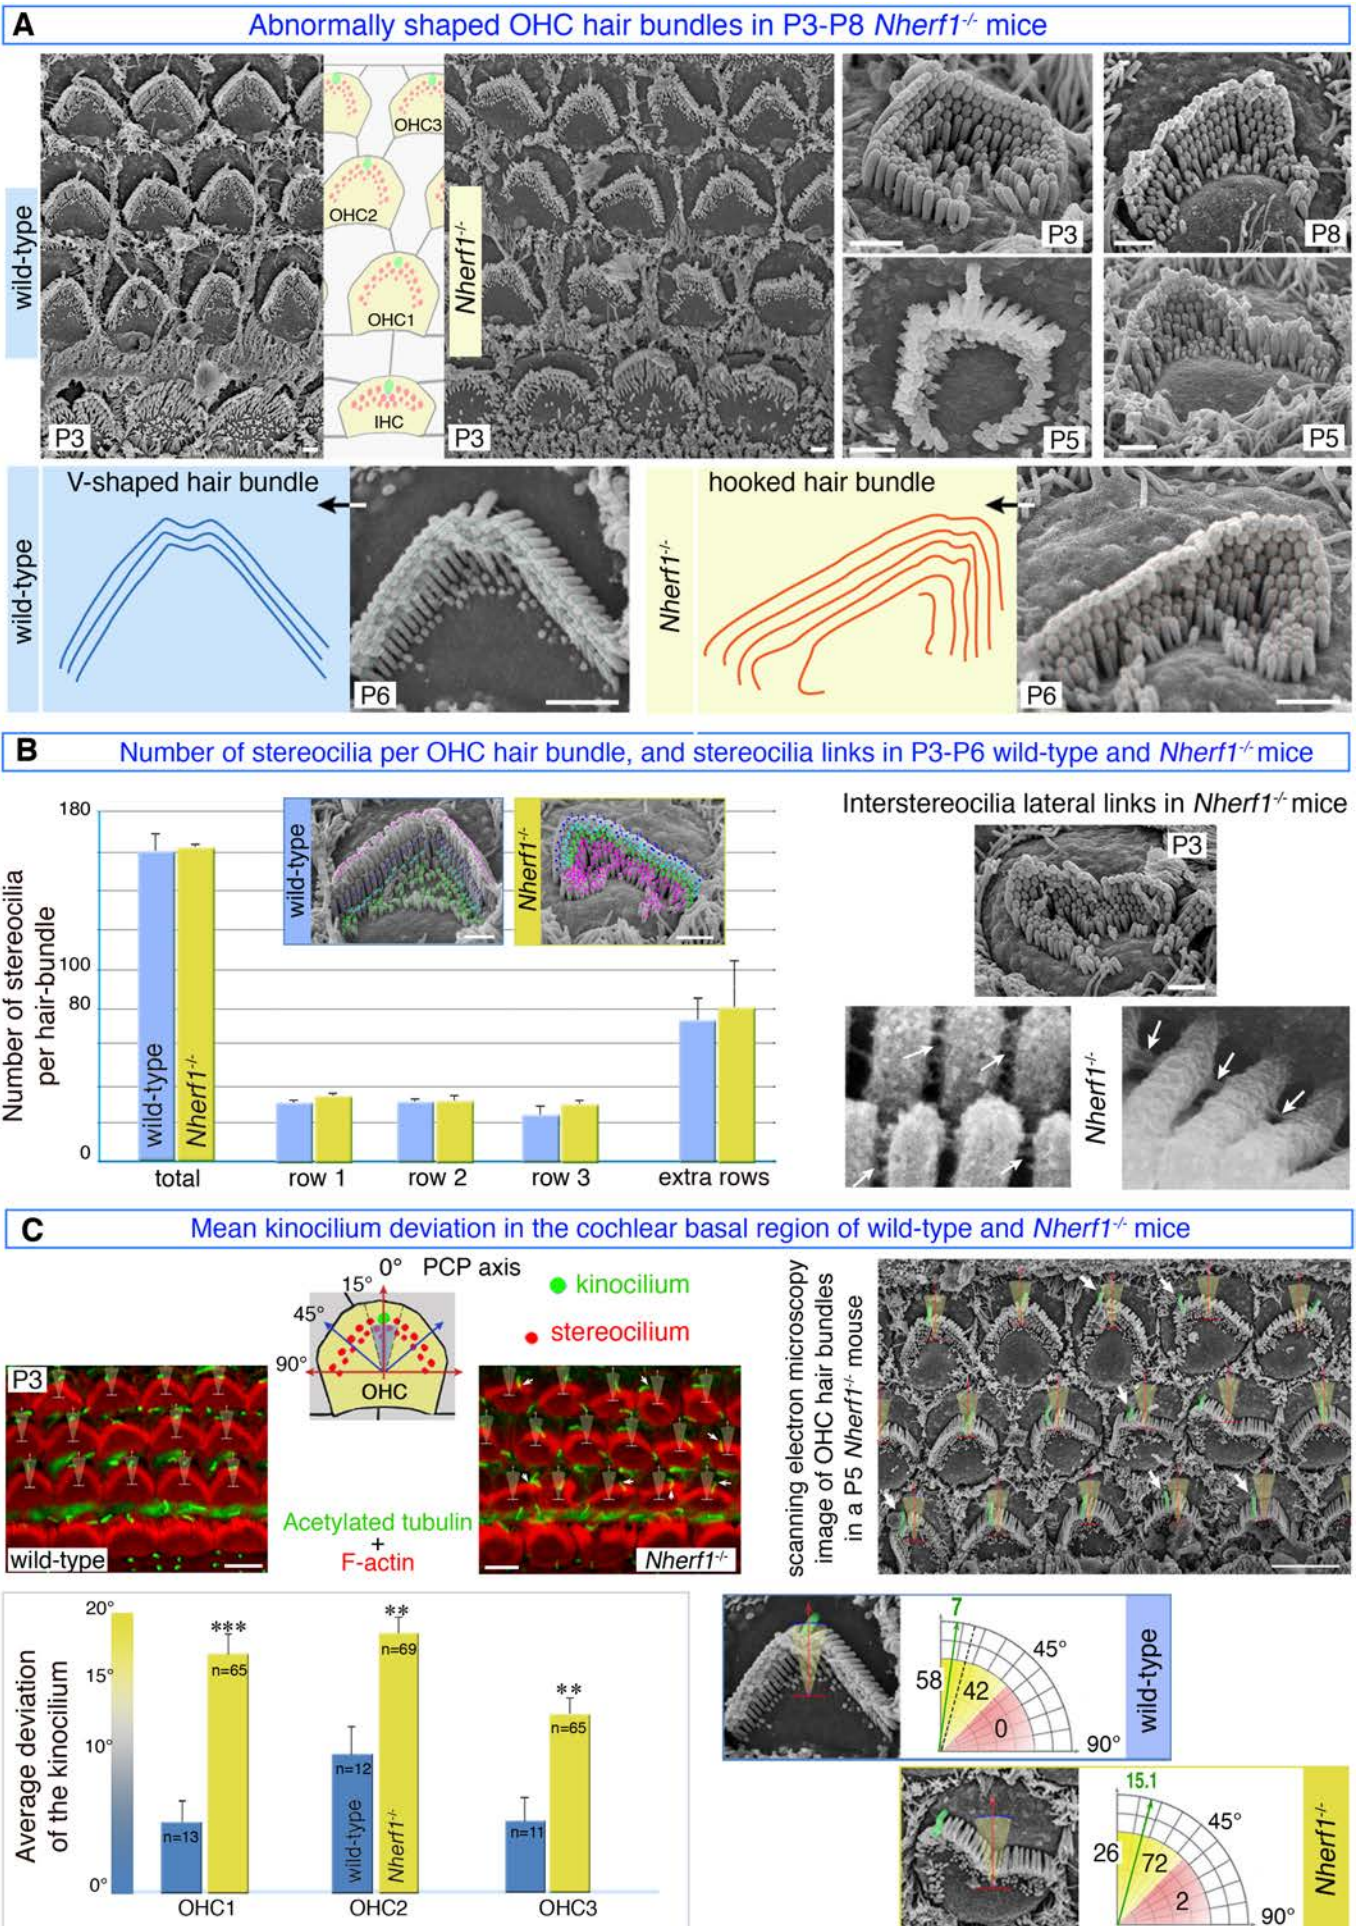 A Abnormally shaped OHC hair bundles in P3-P8 Nherf1-/- mice
wild-type
P3
OHC3
OHC2
OHC1
IHC
Nherf1-/-
P3
P3
P8
P5
P5
wild-type
V-shaped hair bundle
P6
Nherf1-/-
hooked hair bundle
P6
B Number of stereocilia per OHC hair bundle, and stereocilia links in P3-P6 wild-type and Nherf1-/- mice
Number of stereocilia
per hair-bundle
180
100
80
0
wild-type
Nherf1-/-
wild-type
Nherf1-/-
total
row 1
row 2
row 3
extra rows
Interstereocilia lateral links in Nherf1-/- mice
P3
Nherf1-/-
C Mean kinocilium deviation in the cochlear basal region of wild-type and Nherf1-/- mice
P3
wild-type
0° PCP axis
15°
45°
90°
OHC
kinocilium
stereocilium
Acetylated tubulin
+
F-actin
Nherf1-/-
scanning electron microscopy
image of OHC hair bundles
in a P5 Nherf1-/- mouse
Average deviation
of the kinocilium
20°
15°
10°
0°
***
n=65
n=13
**
n=69
n=12
wild-type
Nherf1-/-
**
n=65
n=11
OHC1
OHC2
OHC3
7
58
42
0
45°
90°
wild-type
15.1
26
72
2
45°
90°
Nherf1-/-